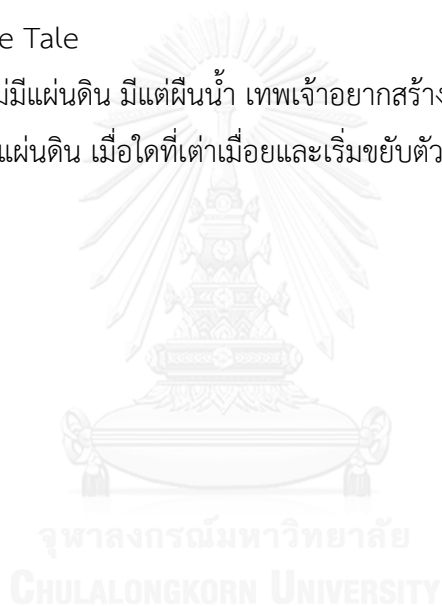 e Tale
ม่มีแผ่นดิน มีแต่ผืนน้ำ เทพเจ้าอยากสร้าง
แผ่นดิน เมื่อใดที่เต่าเมื่อยและเริ่มขยับตัว
จุฬาลงกรณ์มหาวิทยาลัย
CHULALONGKORN UNIVERSITY